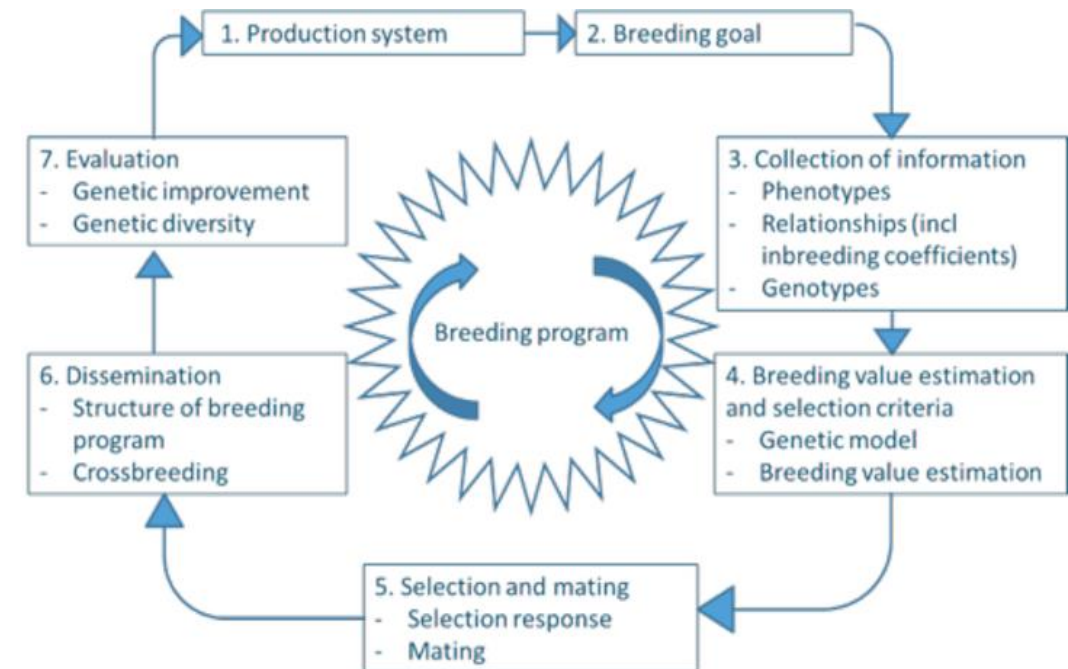 1. Production system
2. Breeding goal
3. Collection of information
- Phenotypes
- Relationships (incl
inbreeding coefficients)
- Genotypes
4. Breeding value estimation
and selection criteria
- Genetic model
- Breeding value estimation
5. Selection and mating
- Selection response
- Mating
6. Dissemination
- Structure of breeding
program
- Crossbreeding
7. Evaluation
- Genetic improvement
- Genetic diversity
Breeding program